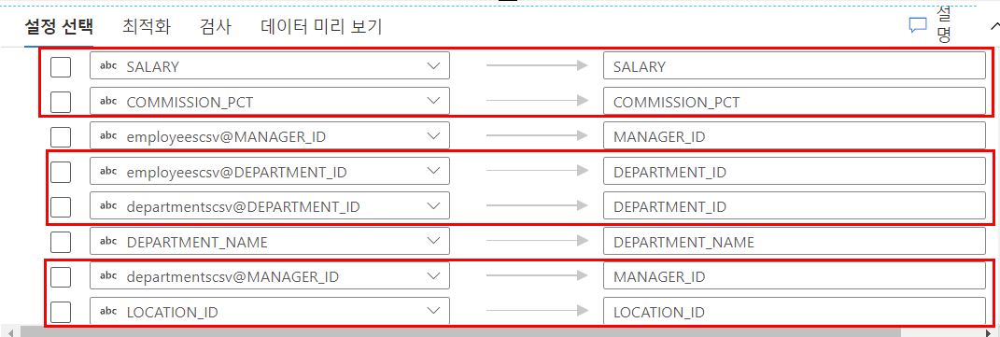 설정 선택 최적화 검사 데이터 미리 보기 설명
abc SALARY SALARY
abc COMMISSION_PCT COMMISSION_PCT
abc employeescsv@MANAGER_ID MANAGER_ID
abc employeescsv@DEPARTMENT_ID DEPARTMENT_ID
abc departmentscsv@DEPARTMENT_ID DEPARTMENT_ID
abc DEPARTMENT_NAME DEPARTMENT_NAME
abc departmentscsv@MANAGER_ID MANAGER_ID
abc LOCATION_ID LOCATION_ID